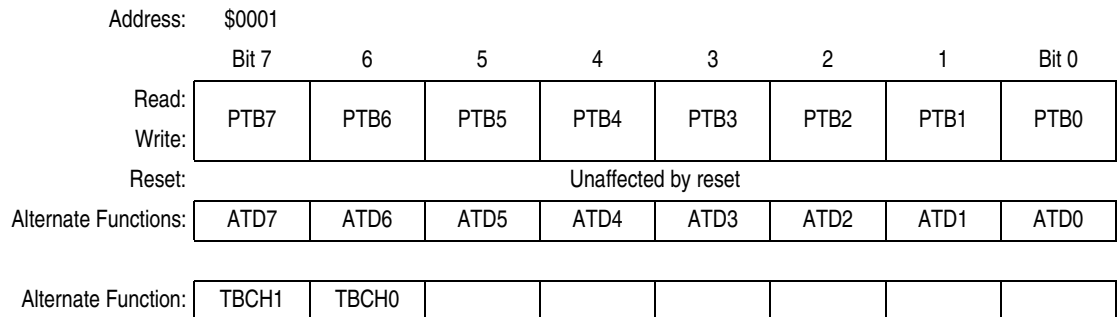 Address: $0001
Bit 7 6 5 4 3 2 1 Bit 0
Read:
PTB7 PTB6 PTB5 PTB4 PTB3 PTB2 PTB1 PTB0
Write:
Reset: Unaffected by reset
Alternate Functions: ATD7 ATD6 ATD5 ATD4 ATD3 ATD2 ATD1 ATD0
Alternate Function: TBCH1 TBCH0